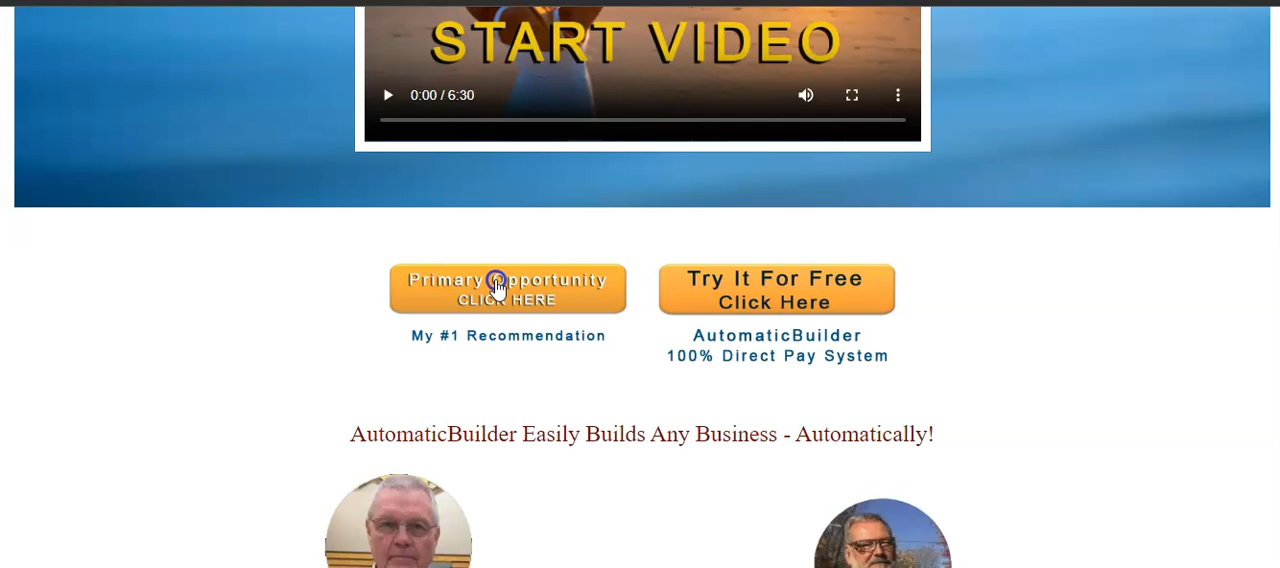 START VIDEO
0:00 / 6:30
Primary Opportunity
CLICK HERE
Try It For Free
Click Here
My #1 Recommendation
AutomaticBuilder
100% Direct Pay System
AutomaticBuilder Easily Builds Any Business - Automatically!